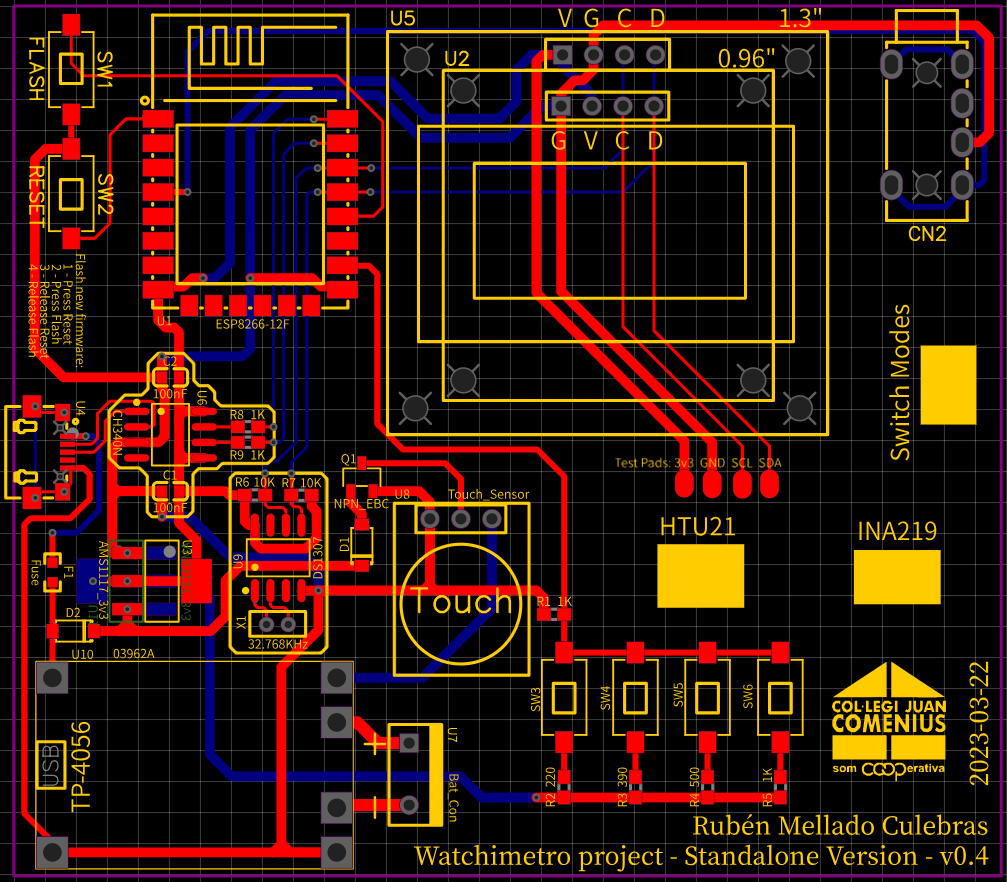 FLASH
SW1
U5
V G C D
1.3"
U2
0.96"
G V C D
RESET
SW2
CN2
Flash new firmware:
1 - Press Reset
2 - Press Flash
3 - Release Reset
4 - Release Flash
U1
ESP8266-12F
C2
100nF
U4
CH340N
U6
R8 1K
R9 1K
Switch Modes
Q1
NPN_EBC
Test Pads: 3v3 GND SCL SDA
C1
100nF
R6 10K R7 10K
U8
Touch_Sensor
HTU21
INA219
AMS1117_3v3
U3
U9
DS1307
D1
Fuse
F1
Touch
R1 1K
D2
X1
32.768KHz
U10
03962A
SW3
SW4
SW5
SW6
USB
TP-4056
+
U7
Bat_Con
R2 220
R3 390
R4 500
R5 1K
COL·LEGI JUAN
COMENIUS
som COOperativa
2023-03-22
Rubén Mellado Culebras
Watchimetro project - Standalone Version - v0.4